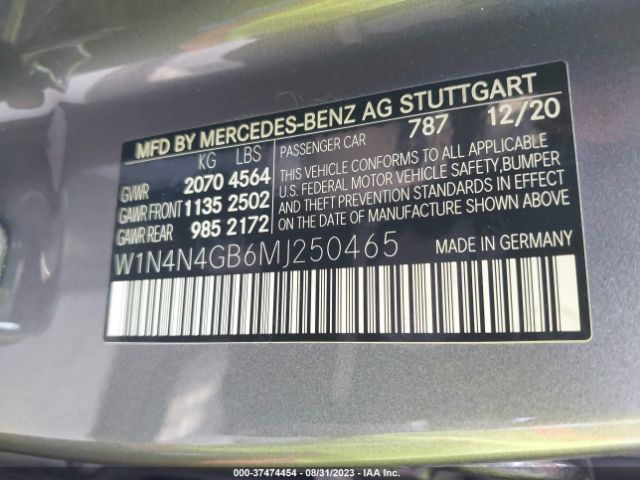 MFD BY MERCEDES-BENZ AG STUTTGART
KG LBS
GVWR 2070 4564
GAWR FRONT 1135 2502
GAWR REAR 985 2172
787 12/20
PASSENGER CAR
THIS VEHICLE CONFORMS TO ALL APPLICABLE
U.S. FEDERAL MOTOR VEHICLE SAFETY, BUMPER
AND THEFT PREVENTION STANDARDS IN EFFECT
ON THE DATE OF MANUFACTURE SHOWN ABOVE
W1N4N4GB6MJ250465 MADE IN GERMANY
000-37474454 - 08/31/2023 - IAA Inc.